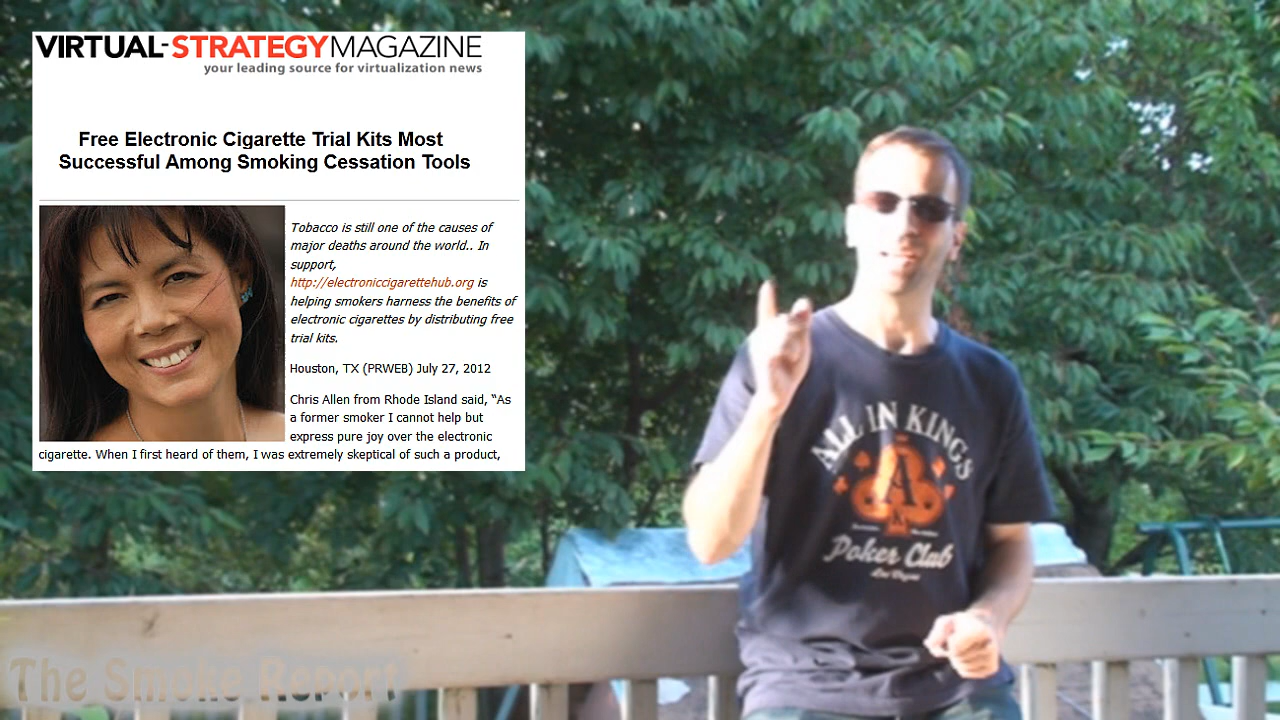 VIRTUAL-STRATEGYMAGAZINE
your leading source for virtualization news
Free Electronic Cigarette Trial Kits Most
Successful Among Smoking Cessation Tools
Tobacco is still one of the causes of
major deaths around the world.. In
support,
http://electroniccigarettehub.org is
helping smokers harness the benefits of
electronic cigarettes by distributing free
trial kits.
Houston, TX (PRWEB) July 27, 2012
Chris Allen from Rhode Island said, “As
a former smoker I cannot help but
express pure joy over the electronic
cigarette. When I first heard of them, I was extremely skeptical of such a product,
ALL IN KINGS
A
Poker Club
Las Vegas
The Smoke Report